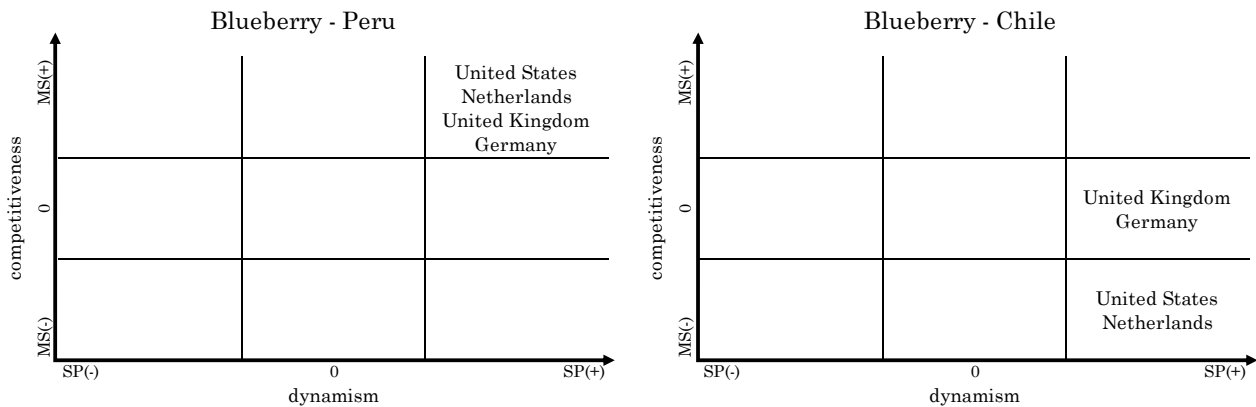 Blueberry - Peru
MS(+)
0
MS(-)
competitiveness
United States
Netherlands
United Kingdom
Germany
SP(-)
0
SP(+)
dynamism
Blueberry - Chile
MS(+)
0
MS(-)
competitiveness
United Kingdom
Germany
United States
Netherlands
SP(-)
0
SP(+)
dynamism